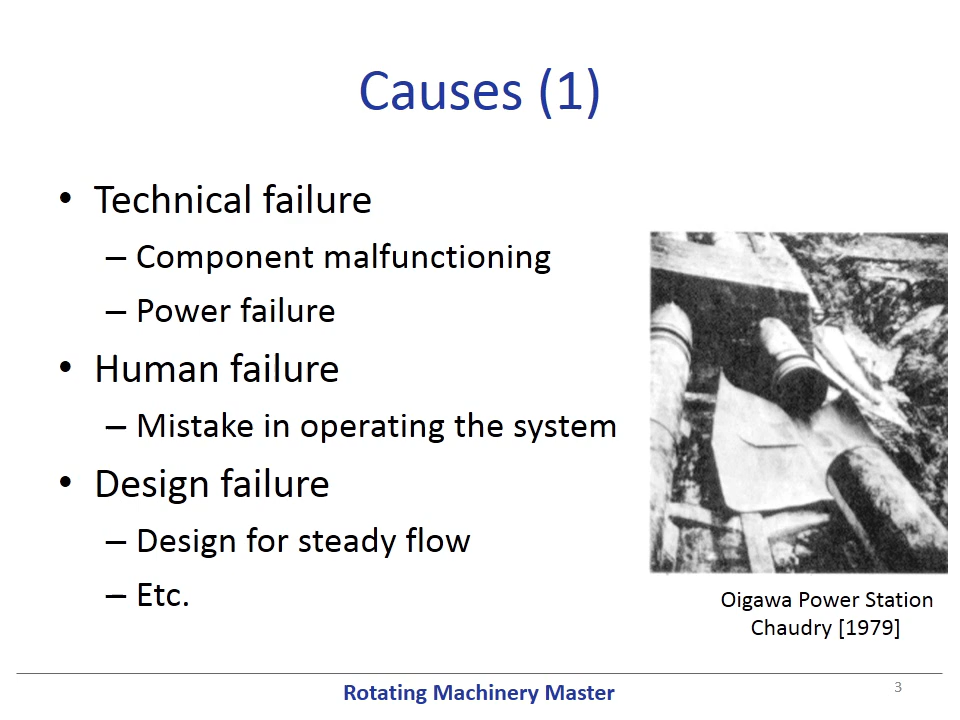 Causes (1)
• Technical failure
– Component malfunctioning
– Power failure
• Human failure
– Mistake in operating the system
• Design failure
– Design for steady flow
– Etc.
Oigawa Power Station
Chaudry [1979]
Rotating Machinery Master
3